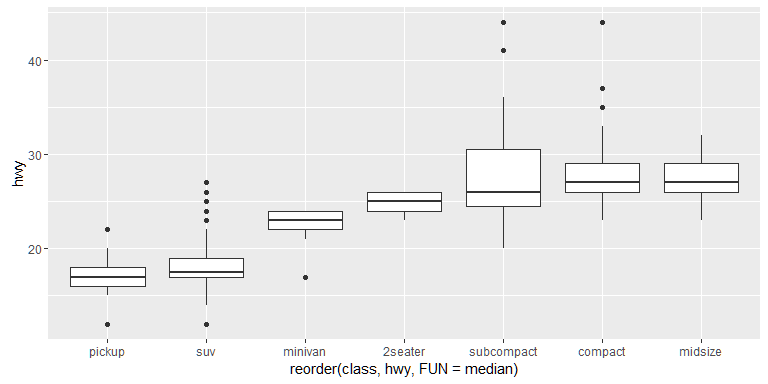 hwy
40
30
20
pickup suv minivan 2seater subcompact compact midsize
reorder(class, hwy, FUN = median)